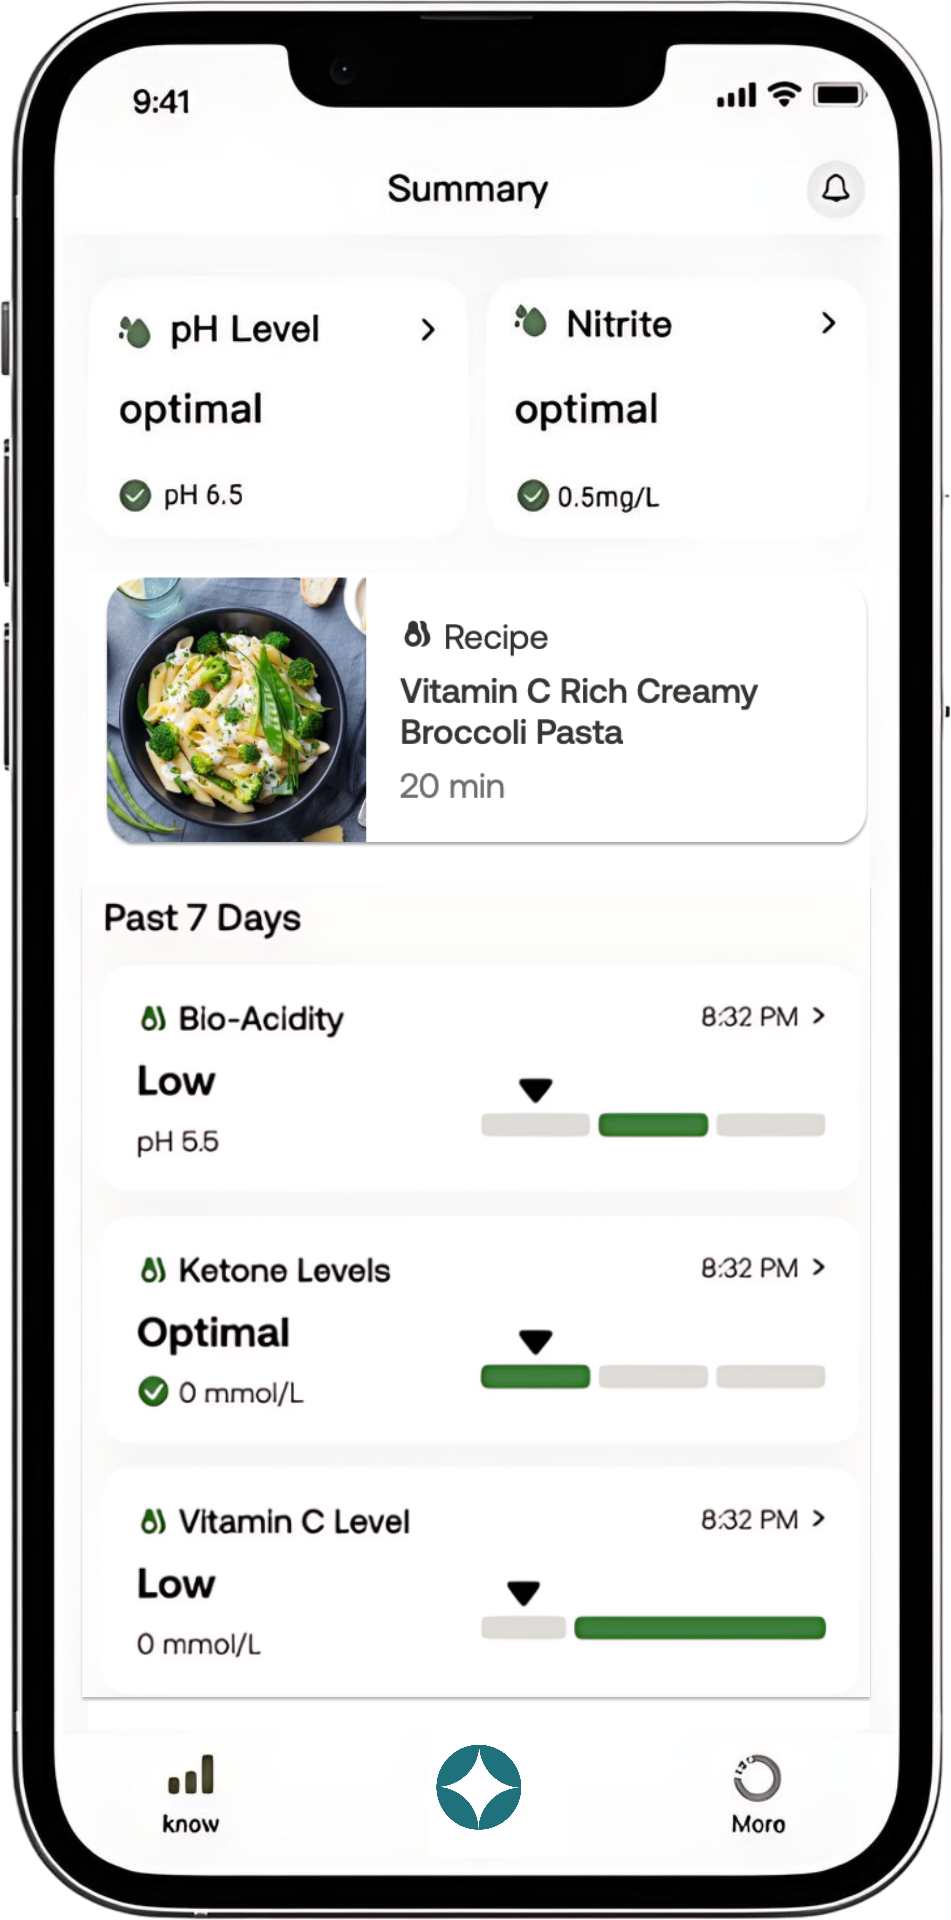 9:41
Summary
pH Level
optimal
pH 6.5
Nitrite
optimal
0.5mg/L
Recipe
Vitamin C Rich Creamy
Broccoli Pasta
20 min
Past 7 Days
Bio-Acidity
8:32 PM
Low
pH 5.5
Ketone Levels
8:32 PM
Optimal
0 mmol/L
Vitamin C Level
8:32 PM
Low
0 mmol/L
know
Moro